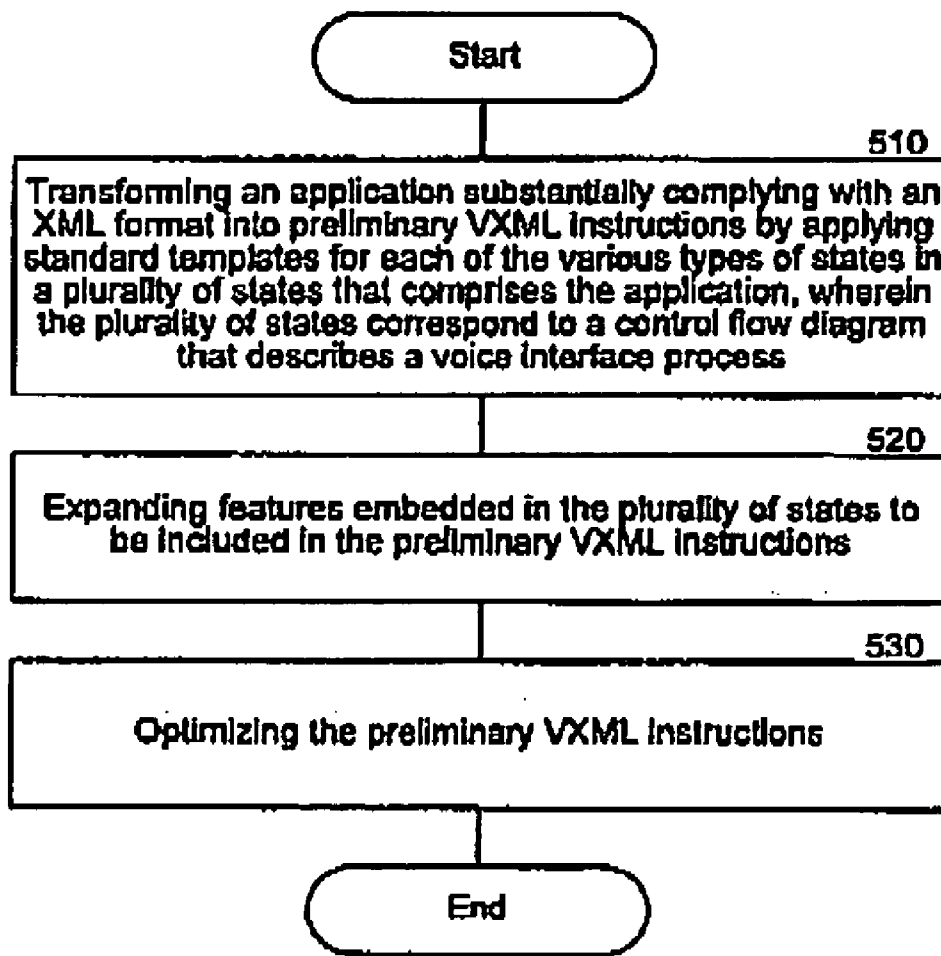 Start
510
Transforming an application substantially complying with an
XML format into preliminary VXML instructions by applying
standard templates for each of the various types of states in
a plurality of states that comprises the application, wherein
the plurality of states correspond to a control flow diagram
that describes a voice interface process
520
Expanding features embedded in the plurality of states to
be included in the preliminary VXML instructions
530
Optimizing the preliminary VXML instructions
End